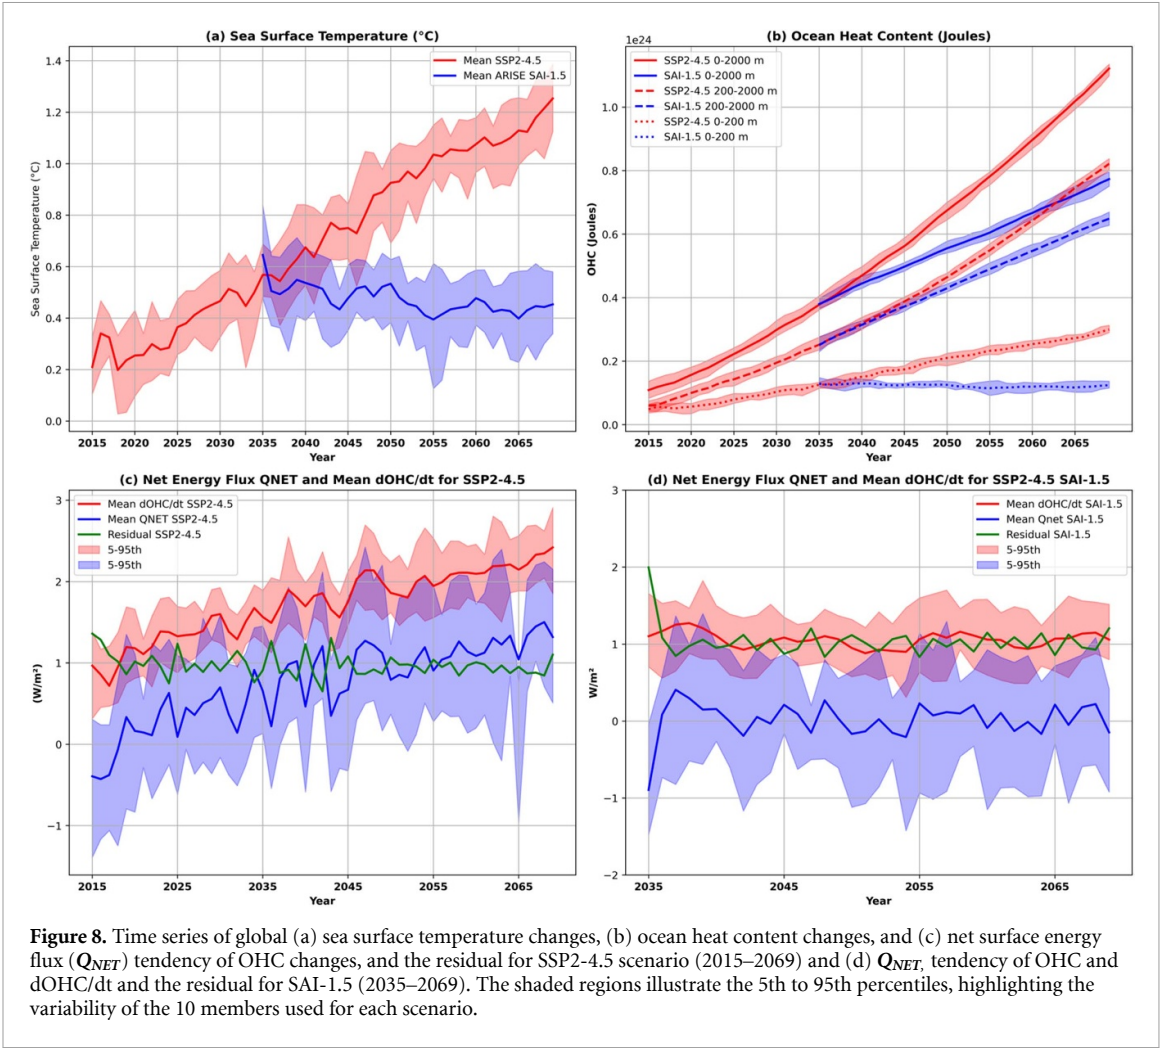 (a) Sea Surface Temperature (°C)
Mean SSP2-4.5
Mean ARISE SAI-1.5
Sea Surface Temperature (°C)
1.4
1.2
1.0
0.8
0.6
0.4
0.2
0.0
2015 2020 2025 2030 2035 2040 2045 2050 2055 2060 2065
Year
(b) Ocean Heat Content (Joules)
1e24
SSP2-4.5 0-2000 m
SAI-1.5 0-2000 m
SSP2-4.5 200-2000 m
SAI-1.5 200-2000 m
SSP2-4.5 0-200 m
SAI-1.5 0-200 m
OHC (Joules)
1.0
0.8
0.6
0.4
0.2
0.0
2015 2020 2025 2030 2035 2040 2045 2050 2055 2060 2065
Year
(c) Net Energy Flux QNET and Mean dOHC/dt for SSP2-4.5
Mean dOHC/dt SSP2-4.5
Mean QNET SSP2-4.5
Residual SSP2-4.5
5-95th
5-95th
(W/m²)
3
2
1
0
−1
2015 2025 2035 2045 2055 2065
Year
(d) Net Energy Flux QNET and Mean dOHC/dt for SSP2-4.5 SAI-1.5
Mean dOHC/dt SAI-1.5
Mean Qnet SAI-1.5
Residual SAI-1.5
5-95th
5-95th
W/m²
3
2
1
0
−1
−2
2035 2045 2055 2065
Year
Figure 8. Time series of global (a) sea surface temperature changes, (b) ocean heat content changes, and (c) net surface energy
flux (QNET) tendency of OHC changes, and the residual for SSP2-4.5 scenario (2015–2069) and (d) QNET, tendency of OHC and
dOHC/dt and the residual for SAI-1.5 (2035–2069). The shaded regions illustrate the 5th to 95th percentiles, highlighting the
variability of the 10 members used for each scenario.